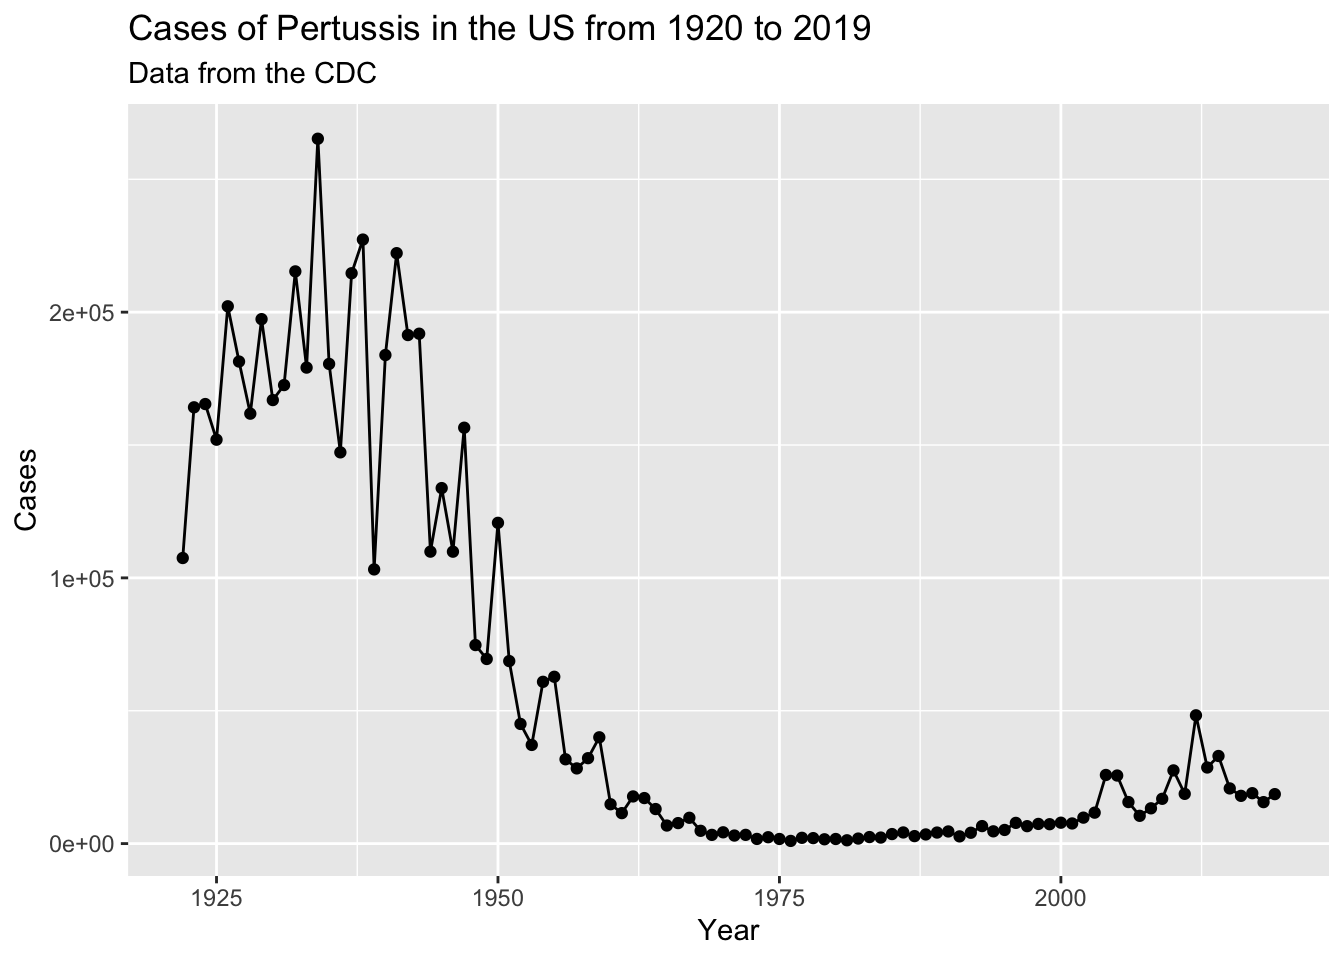 Cases of Pertussis in the US from 1920 to 2019
Data from the CDC
Cases
2e+05
1e+05
0e+00
1925
1950
1975
2000
Year